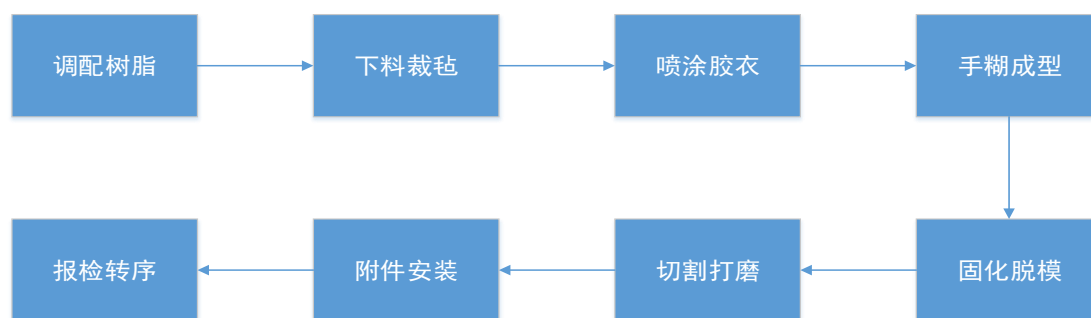 调配树脂
下料裁毡
喷涂胶衣
手糊成型
固化脱模
切割打磨
附件安装
报检转序